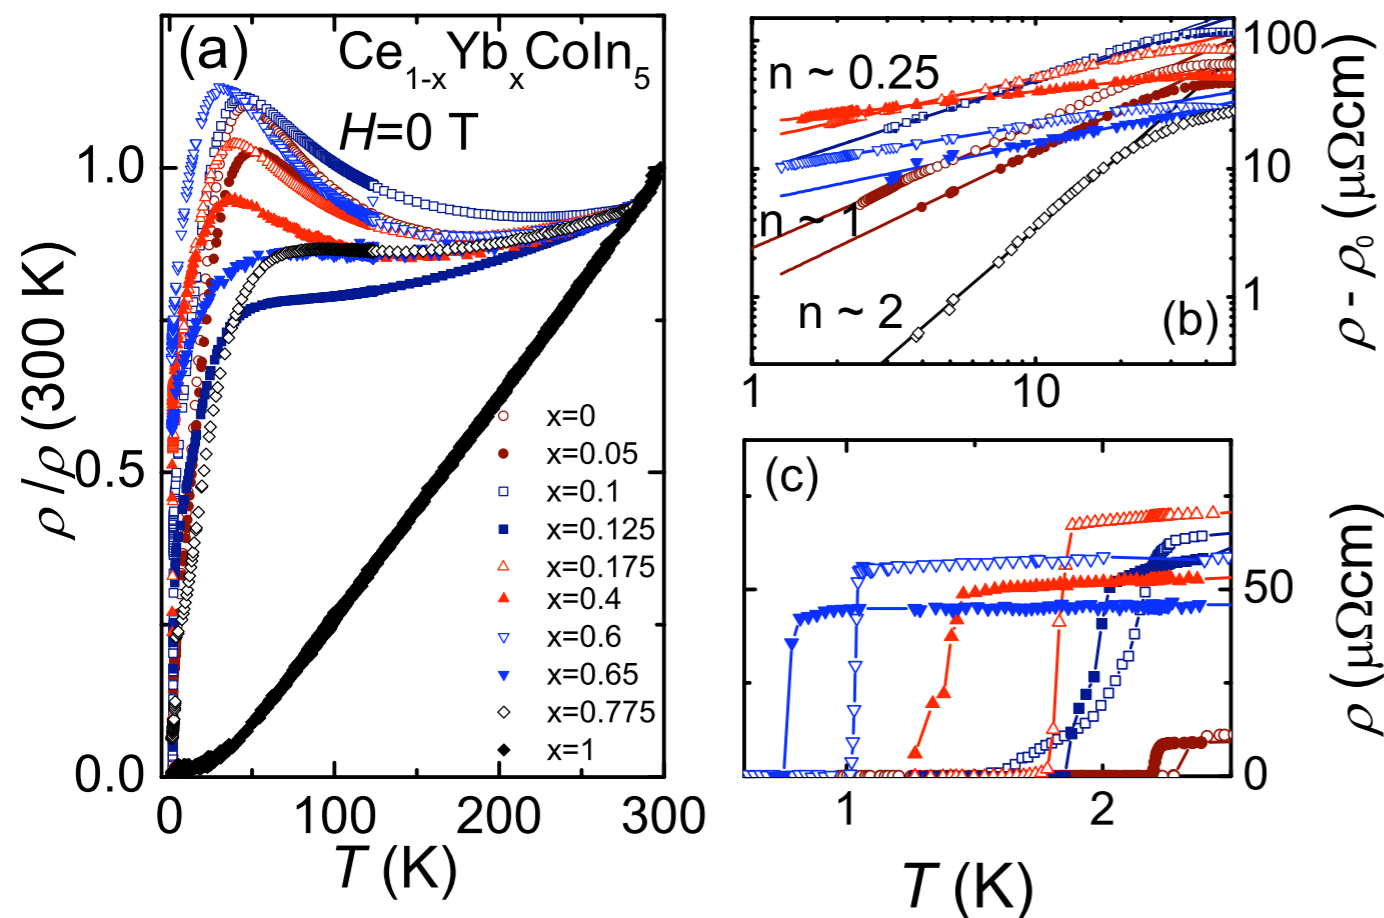 (a)
Ce1-xYbxCoIn5
H=0 T
ρ /ρ (300 K)
1.0
0.5
0.0
x=0
x=0.05
x=0.1
x=0.125
x=0.175
x=0.4
x=0.6
x=0.65
x=0.775
x=1
0 100 200 300
T (K)
n ~ 0.25
n ~ 1
n ~ 2
(b)
100
10
1
ρ - ρ0 (μΩcm)
1 10
(c)
50
0
ρ (μΩcm)
1 2
T (K)